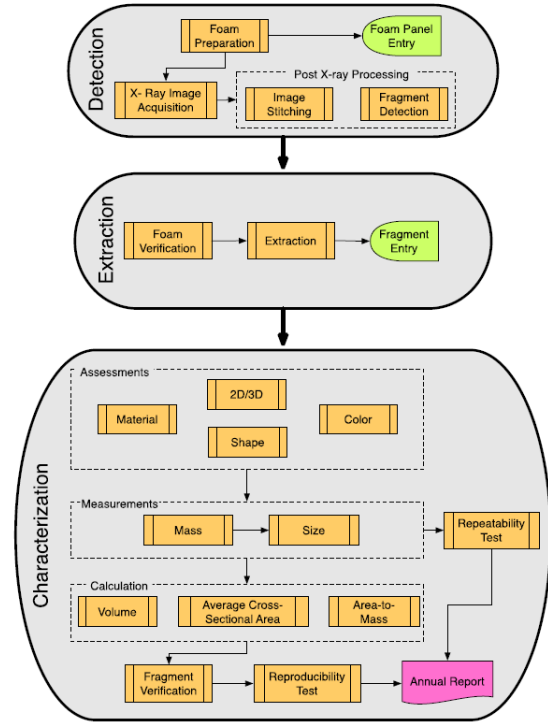 Detection
Foam
Preparation
Foam Panel
Entry
X- Ray Image
Acquisition
Post X-ray Processing
Image
Stitching
Fragment
Detection
Extraction
Foam
Verification
Extraction
Fragment
Entry
Characterization
Assessments
2D/3D
Material
Color
Shape
Measurements
Mass
Size
Repeatability
Test
Calculation
Volume
Average Cross-
Sectional Area
Area-to-
Mass
Fragment
Verification
Reproducibility
Test
Annual Report